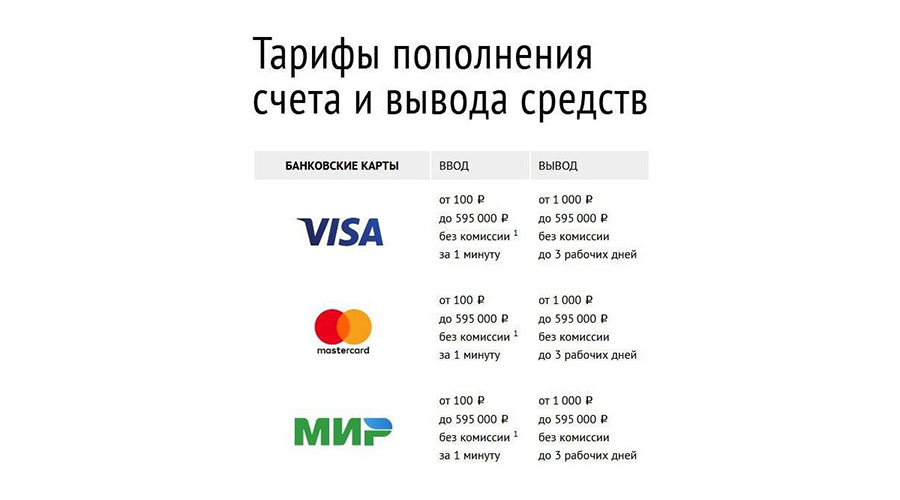 Тарифы пополнения
счета и вывода средств
БАНКОВСКИЕ КАРТЫ ВВОД ВЫВОД
VISA
от 100 ₽
до 595 000 ₽
без комиссии 1
за 1 минуту
от 1 000 ₽
до 595 000 ₽
без комиссии
до 3 рабочих дней
mastercard
от 100 ₽
до 595 000 ₽
без комиссии 1
за 1 минуту
от 1 000 ₽
до 595 000 ₽
без комиссии
до 3 рабочих дней
МИР
от 100 ₽
до 595 000 ₽
без комиссии 1
за 1 минуту
от 1 000 ₽
до 595 000 ₽
без комиссии
до 3 рабочих дней